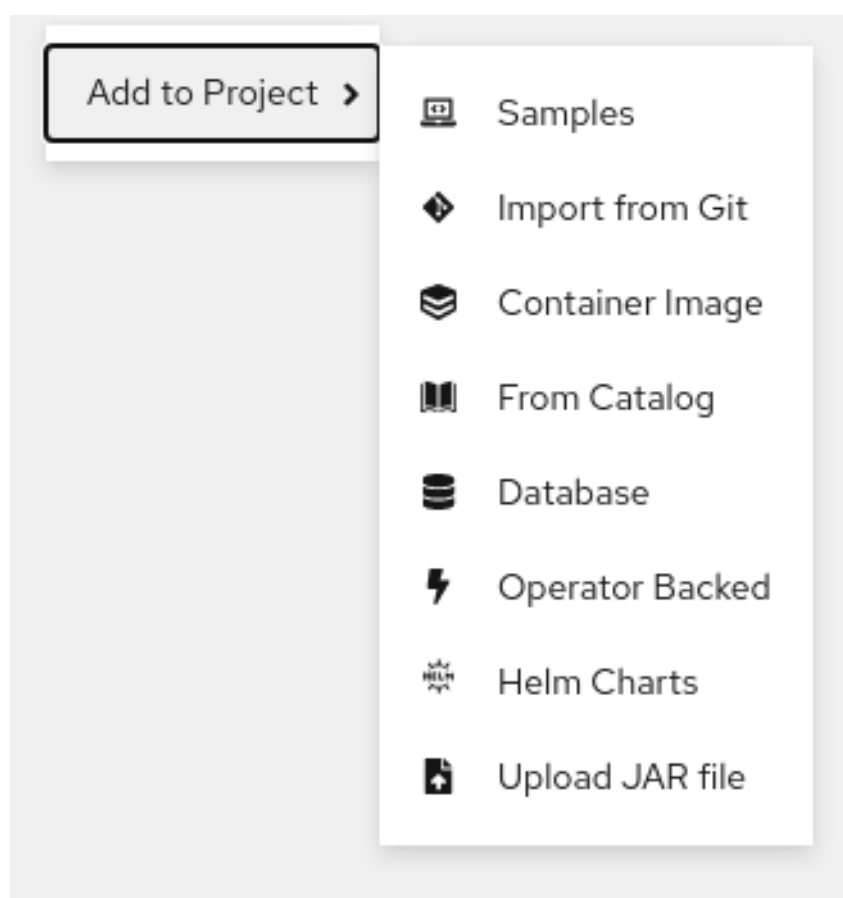 Add to Project
Samples
Import from Git
Container Image
From Catalog
Database
Operator Backed
HELM
Helm Charts
Upload JAR file